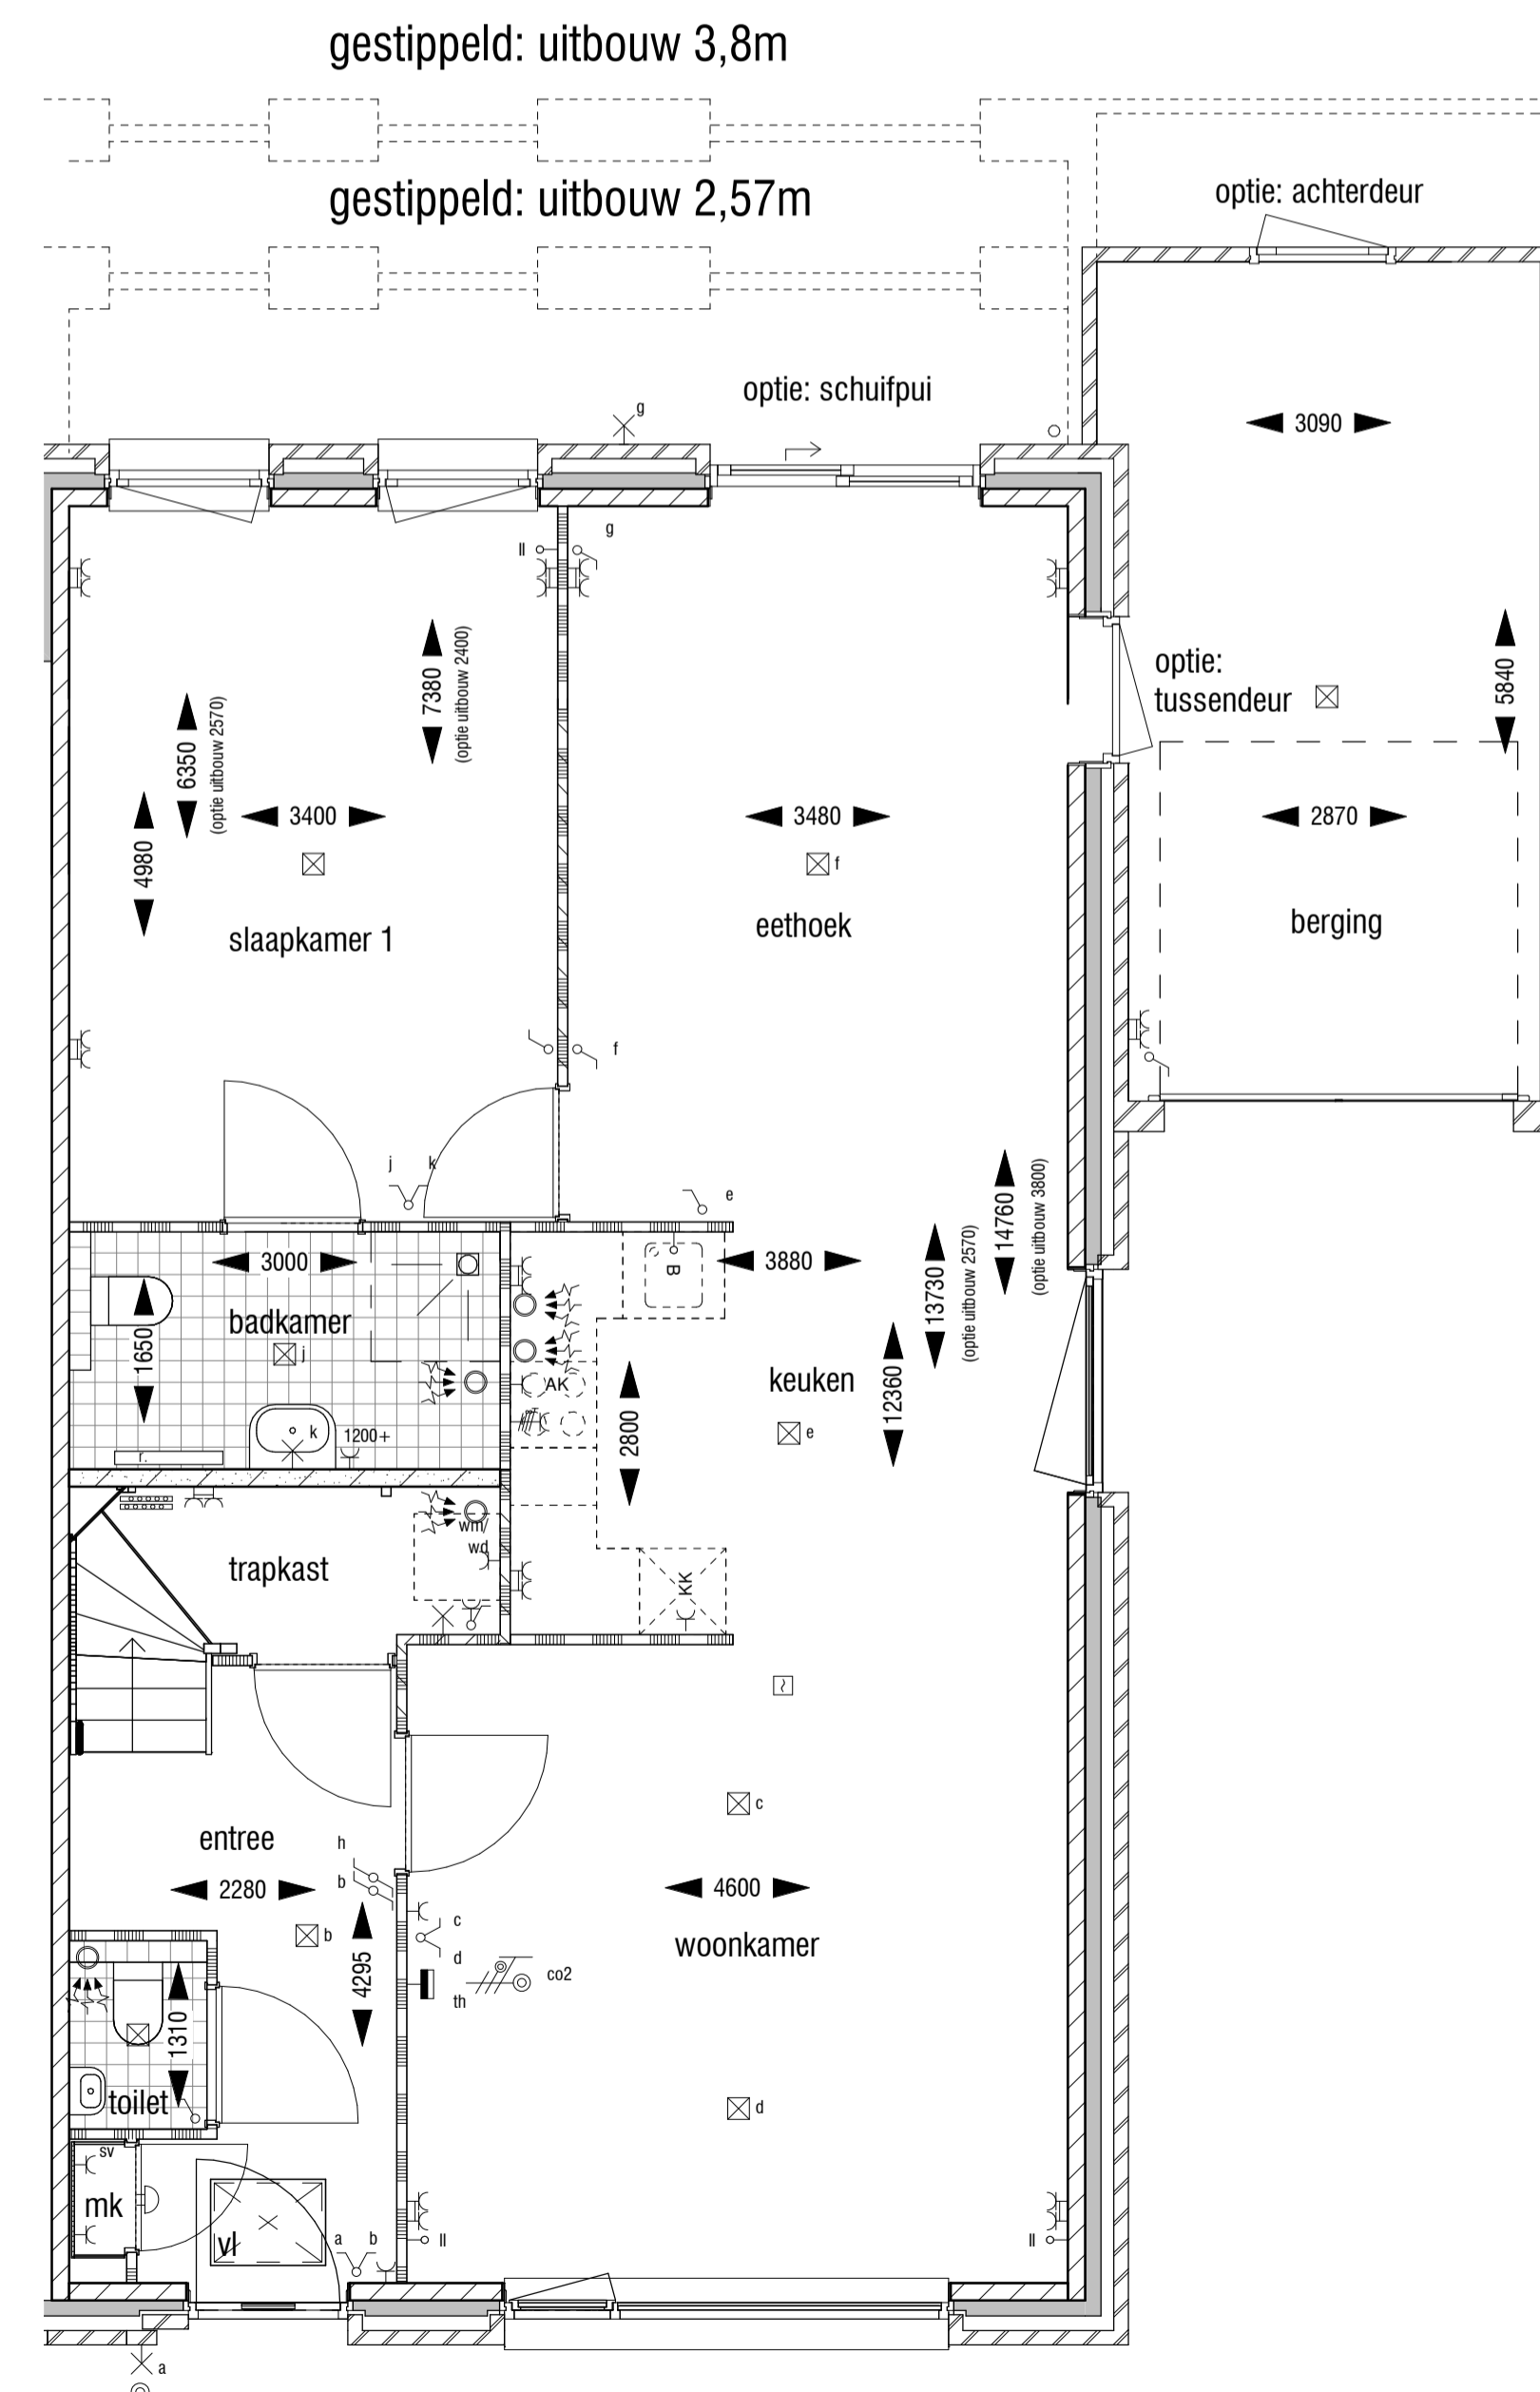 gestippeld: uitbouw 3,8m
gestippeld: uitbouw 2,57m
optie: achterdeur
optie: schuifpui
g
3090
g
II
optie:
tussendeur
5840
7380
(optie uitbouw 2400)
6350
(optie uitbouw 2570)
4980
3400
3480
2870
f
slaapkamer 1
eethoek
berging
f
j
k
e
14760
(optie uitbouw 3800)
13730
(optie uitbouw 2570)
3000
B
3880
badkamer
j
1650
12360
keuken
AK
2800
e
k
1200+
r.
wm/
wd
trapkast
KK
c
entree
h
b
2280
4600
b
c
d
woonkamer
4295
co2
th
1310
toilet
d
sv
mk
vl
a
b
II
II
a